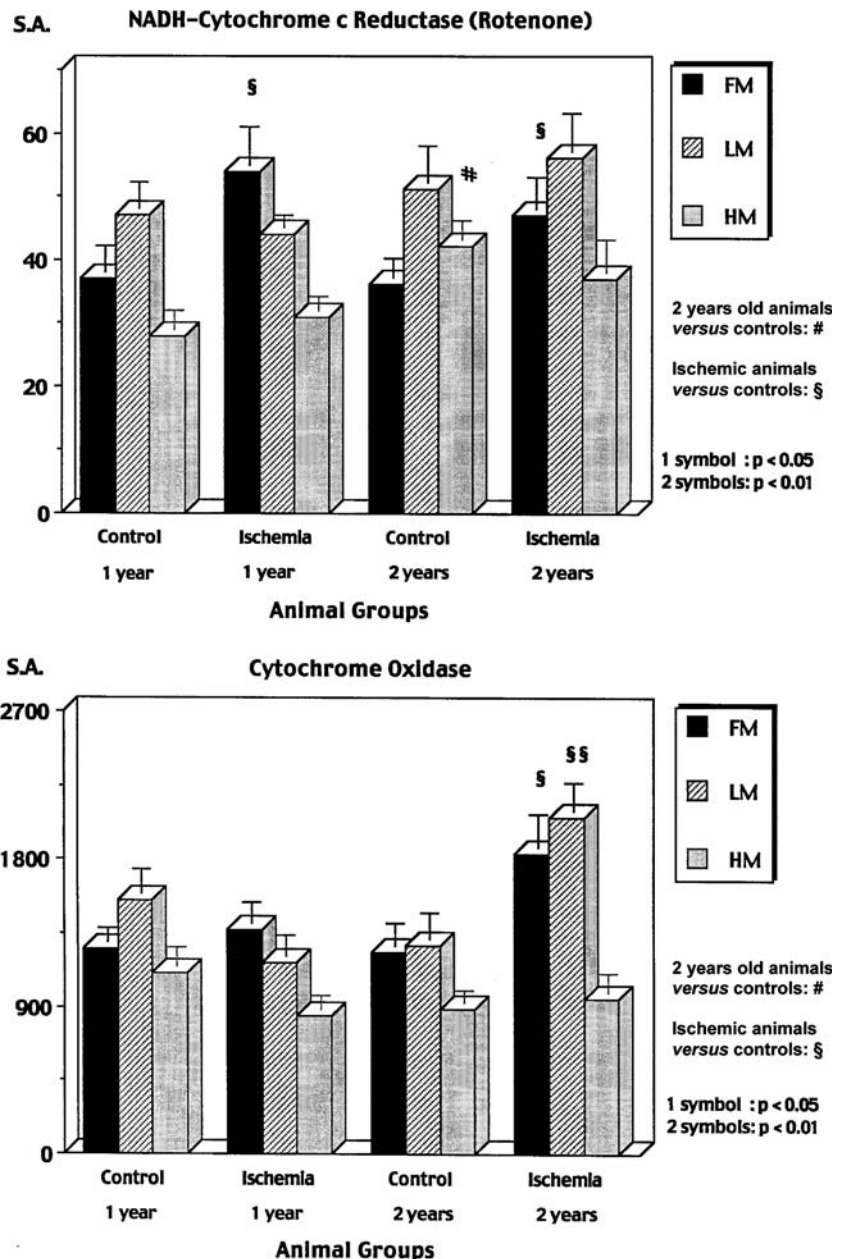 S.A.
NADH-Cytochrome c Reductase (Rotenone)
§
§
#
60
40
20
0
FM
LM
HM
2 years old animals
versus controls: #
Ischemic animals
versus controls: §
1 symbol : p < 0.05
2 symbols: p < 0.01
Control Ischemia Control Ischemia
1 year 1 year 2 years 2 years
Animal Groups
S.A.
Cytochrome Oxidase
2700
1800
900
0
§ §§
FM
LM
HM
2 years old animals
versus controls: #
Ischemic animals
versus controls: §
1 symbol : p < 0.05
2 symbols: p < 0.01
Control Ischemia Control Ischemia
1 year 1 year 2 years 2 years
Animal Groups